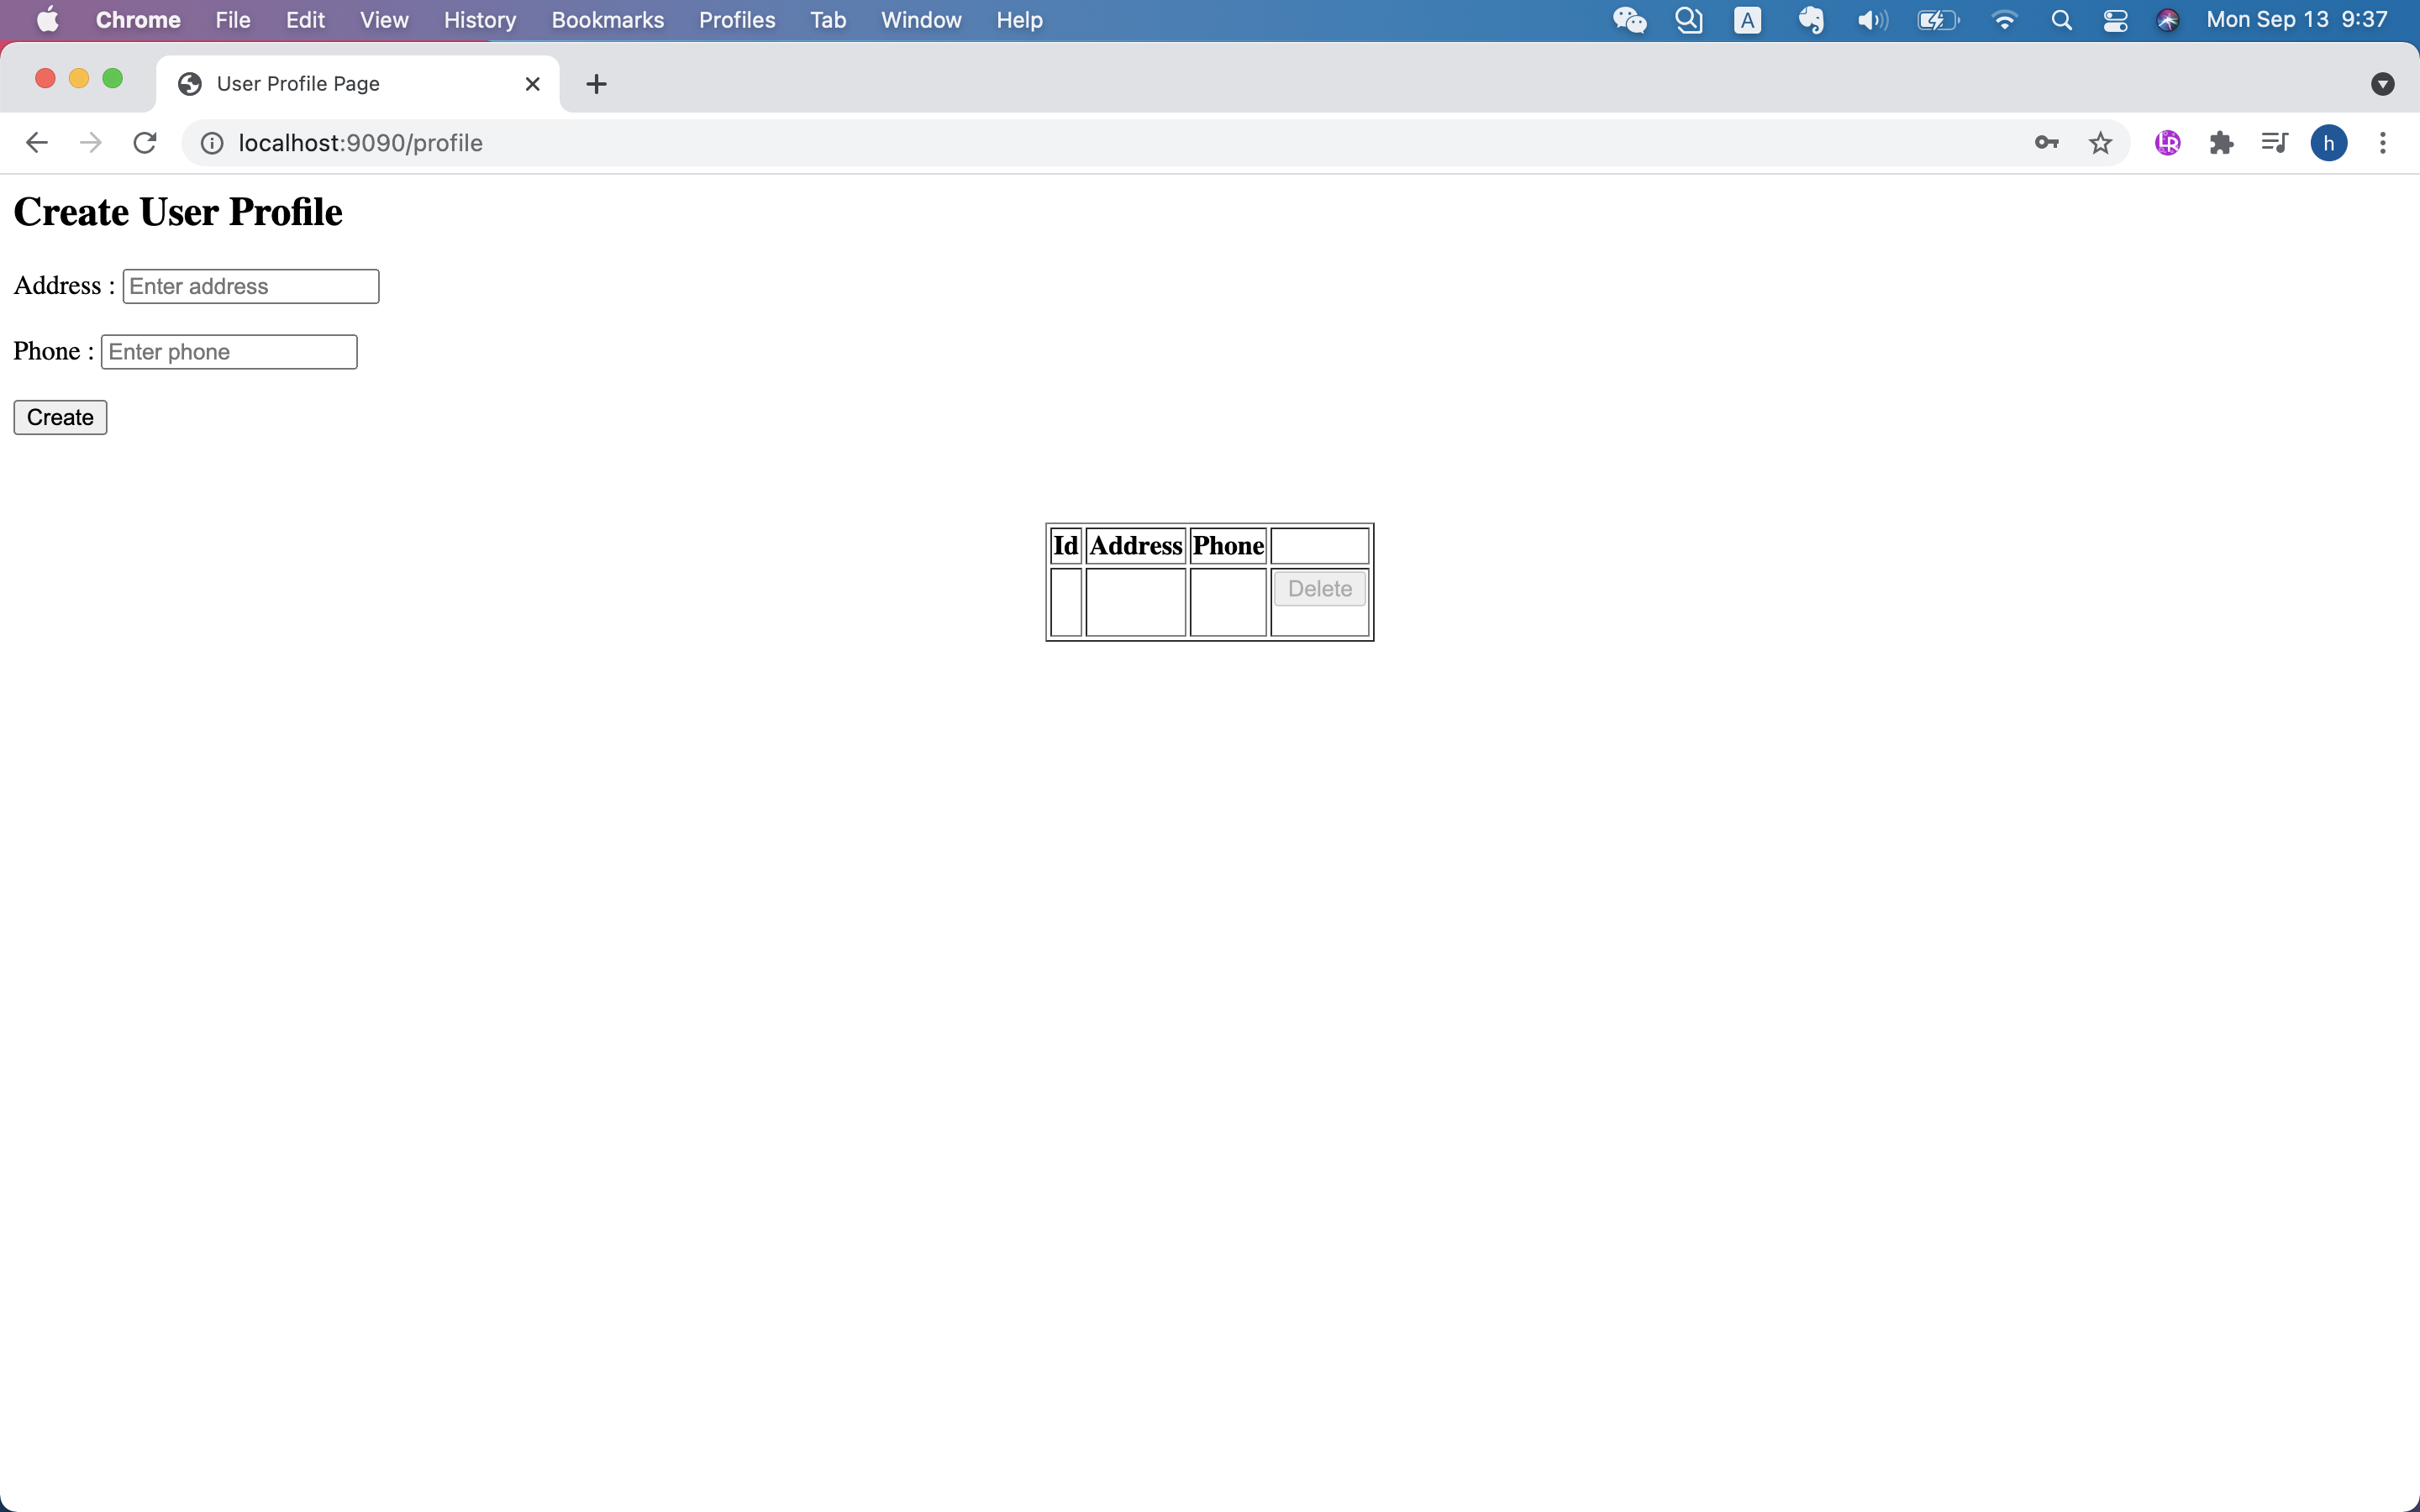 Chrome File Edit View History Bookmarks Profiles Tab Window Help A Mon Sep 13 9:37
User Profile Page
localhost:9090/profile h
Create User Profile
Address : Enter address
Phone : Enter phone
Create
Id Address Phone
Delete